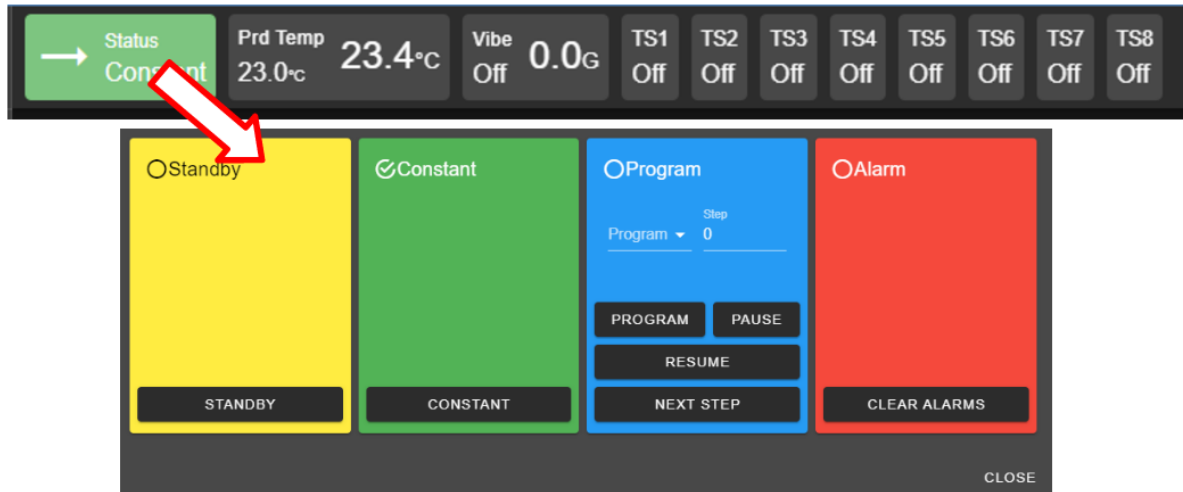 Status
Constant
Prd Temp
23.0°C
23.4°C
Vibe
Off
0.0G
TS1
Off
TS2
Off
TS3
Off
TS4
Off
TS5
Off
TS6
Off
TS7
Off
TS8
Off
Standby
STANDBY
Constant
CONSTANT
Program
Program
Step
0
PROGRAM
PAUSE
RESUME
NEXT STEP
Alarm
CLEAR ALARMS
CLOSE